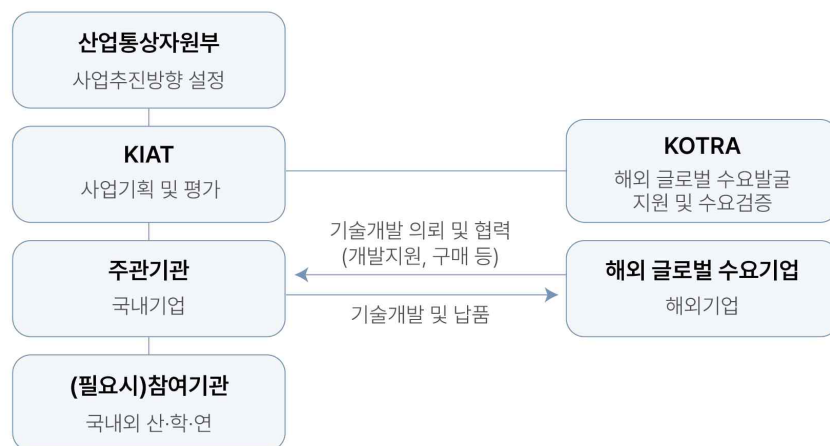 산업통상자원부
사업추진방향 설정
KIAT
사업기획 및 평가
KOTRA
해외 글로벌 수요발굴
지원 및 수요검증
주관기관
국내기업
기술개발 의뢰 및 협력
(개발지원, 구매 등)
기술개발 및 납품
해외 글로벌 수요기업
해외기업
(필요시)참여기관
국내외 산·학·연